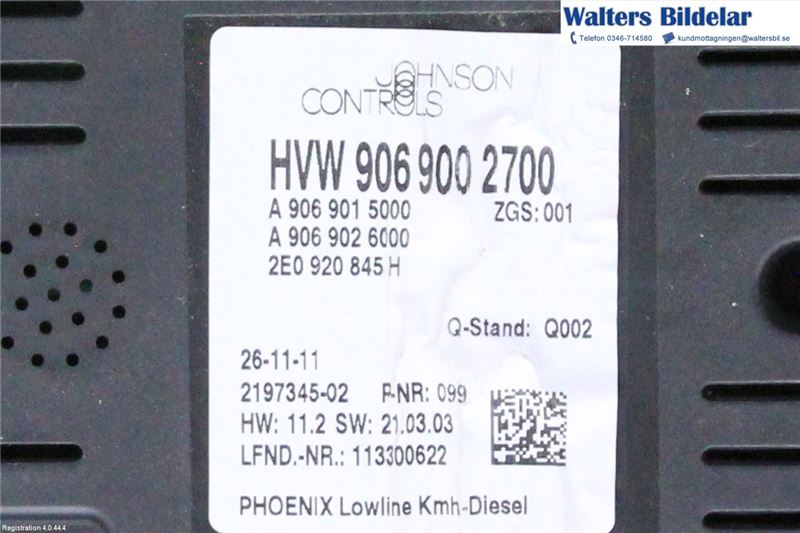 Walters Bildelar
Telefon 0346-714580 kundmottagningen@waltersbil.se
JOHNSON
CONTROLS
HVW 906 900 2700
A 906 901 5000 ZGS: 001
A 906 902 6000
2E0 920 845 H
Q-Stand: Q002
26-11-11
2197345-02 P-NR: 099
HW: 11.2 SW: 21.03.03
LFND.-NR.: 113300622
PHOENIX Lowline Kmh-Diesel
Registration 4.0.44.4